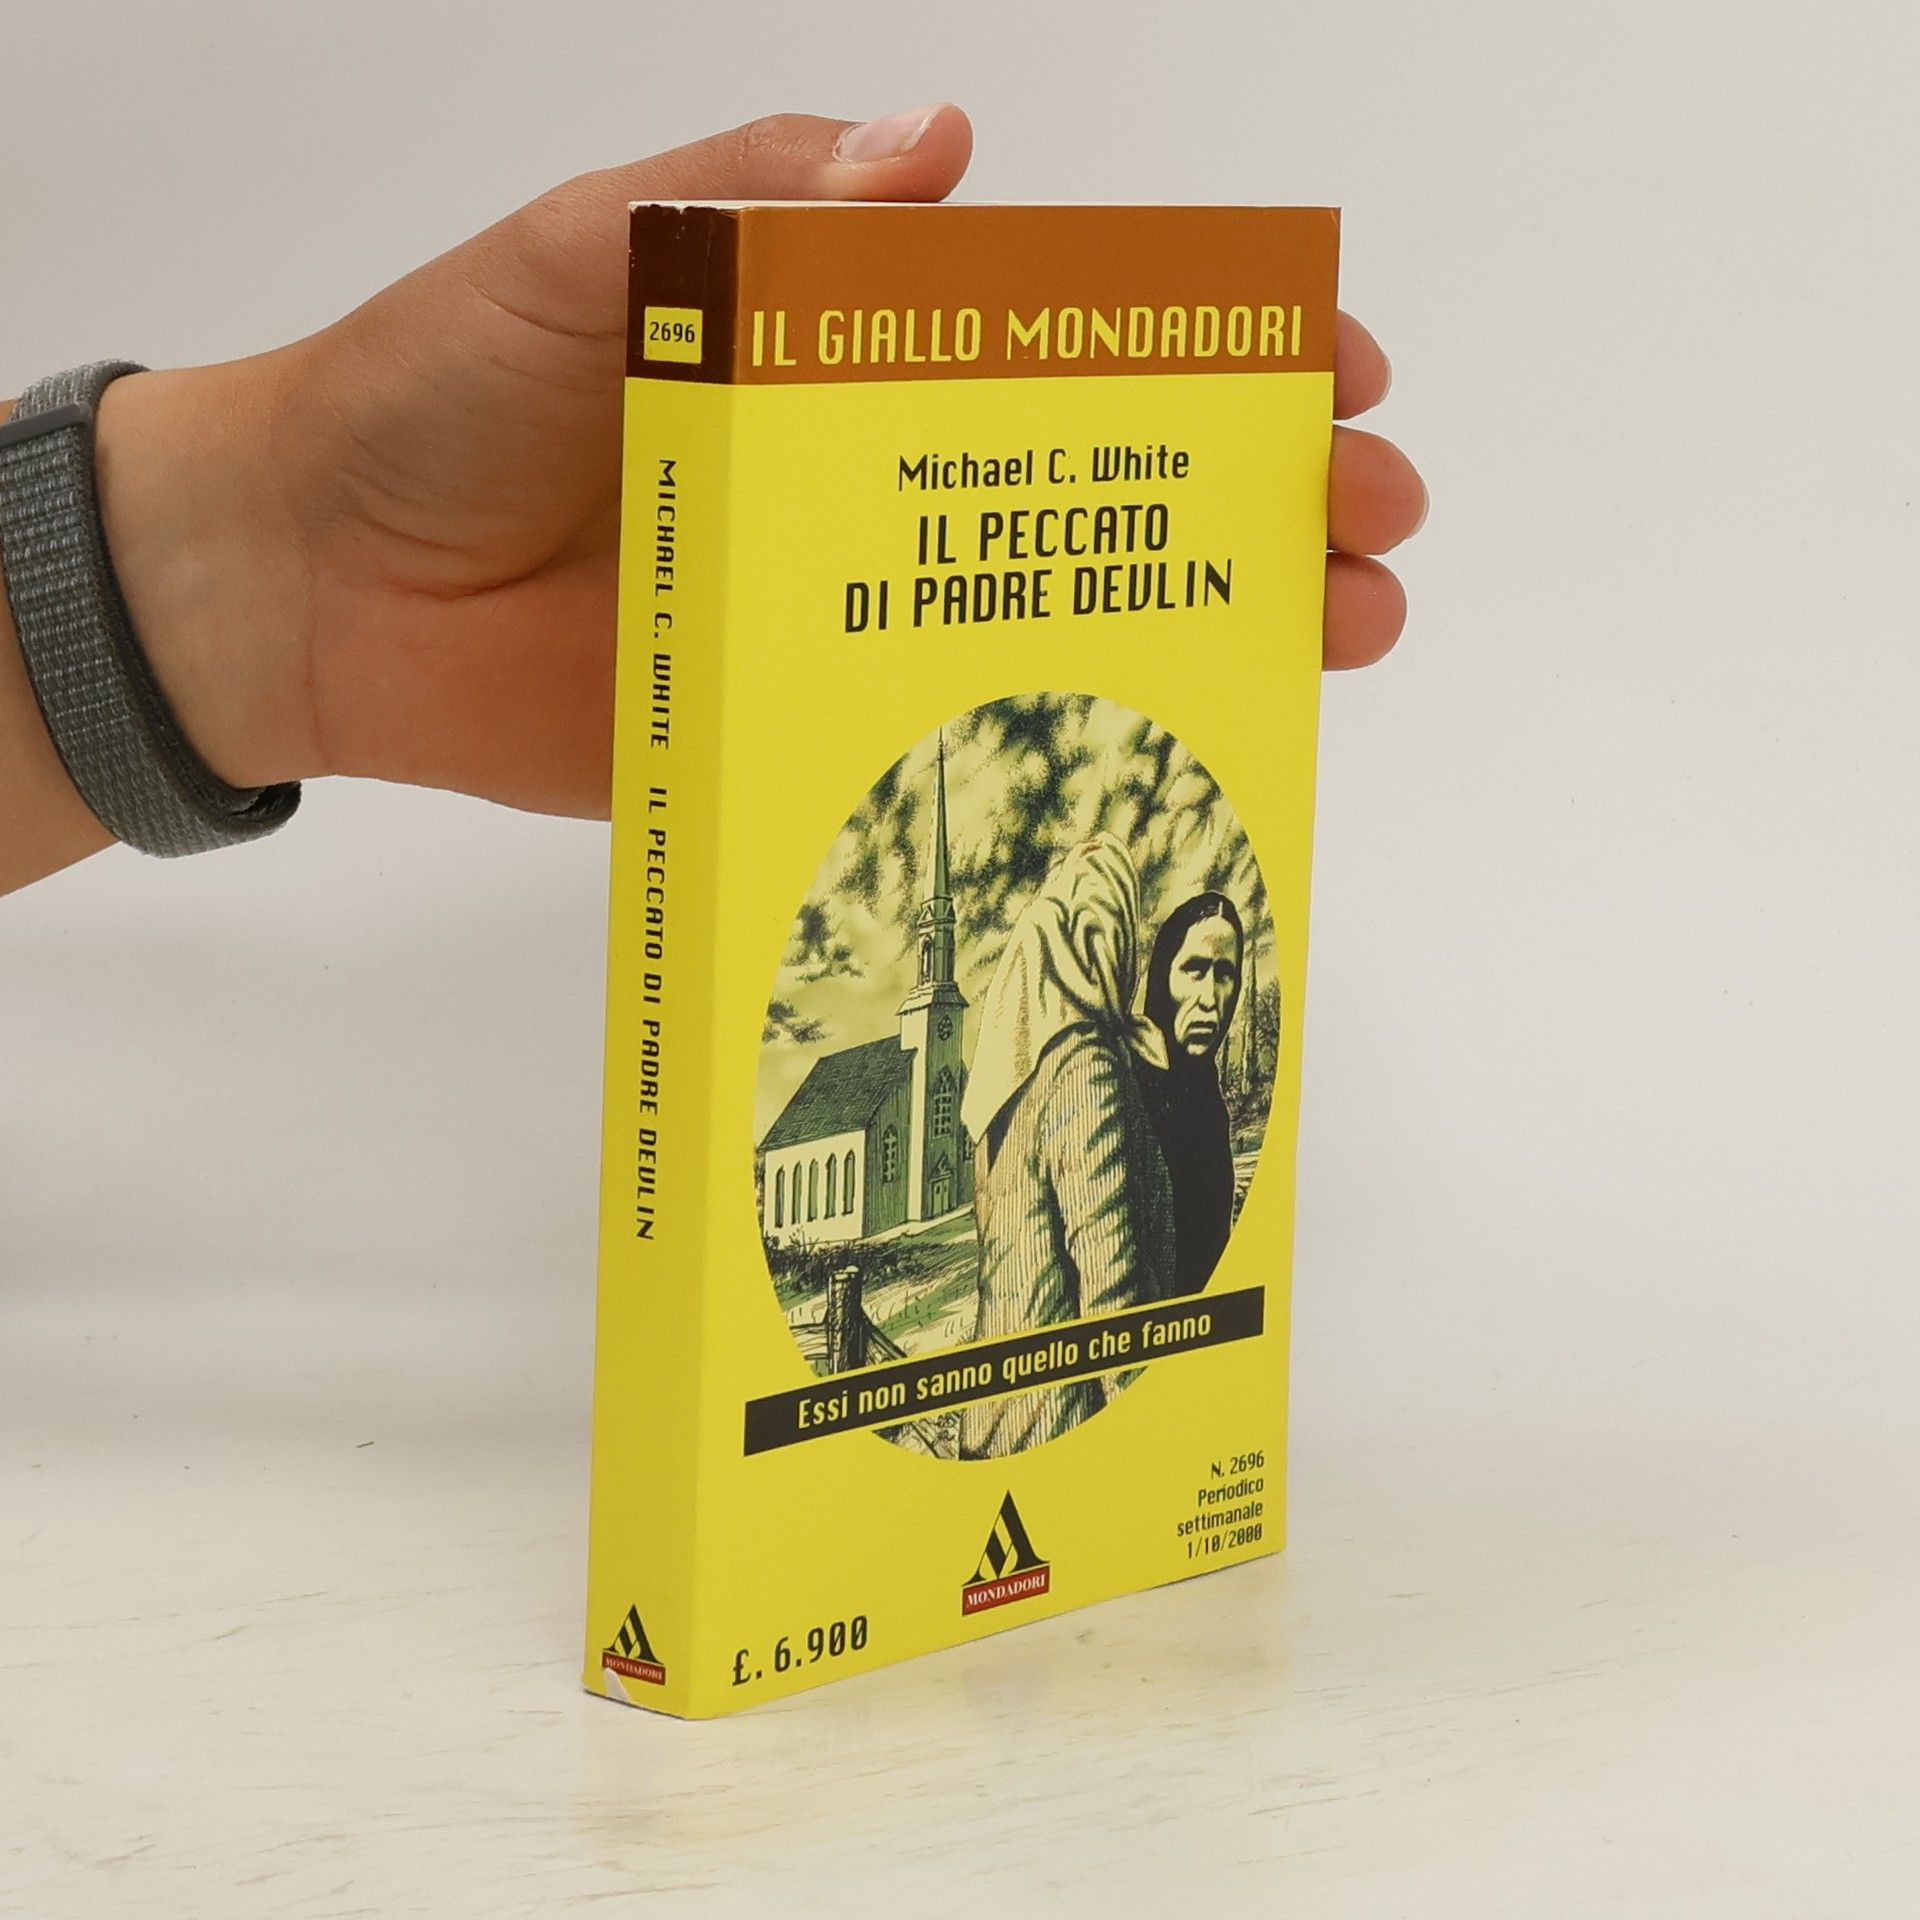 2696
IL GIALLO MONDADORI
Michael C. White
IL PECCATO
DI PADRE DEVLIN
MICHAEL C. WHITE IL PECCATO DI PADRE DEVLIN
Essi non sanno quello che fanno
N. 2696
Periodico
settimanale
1/10/2000
MONDADORI
£. 6.900
MONDADORI